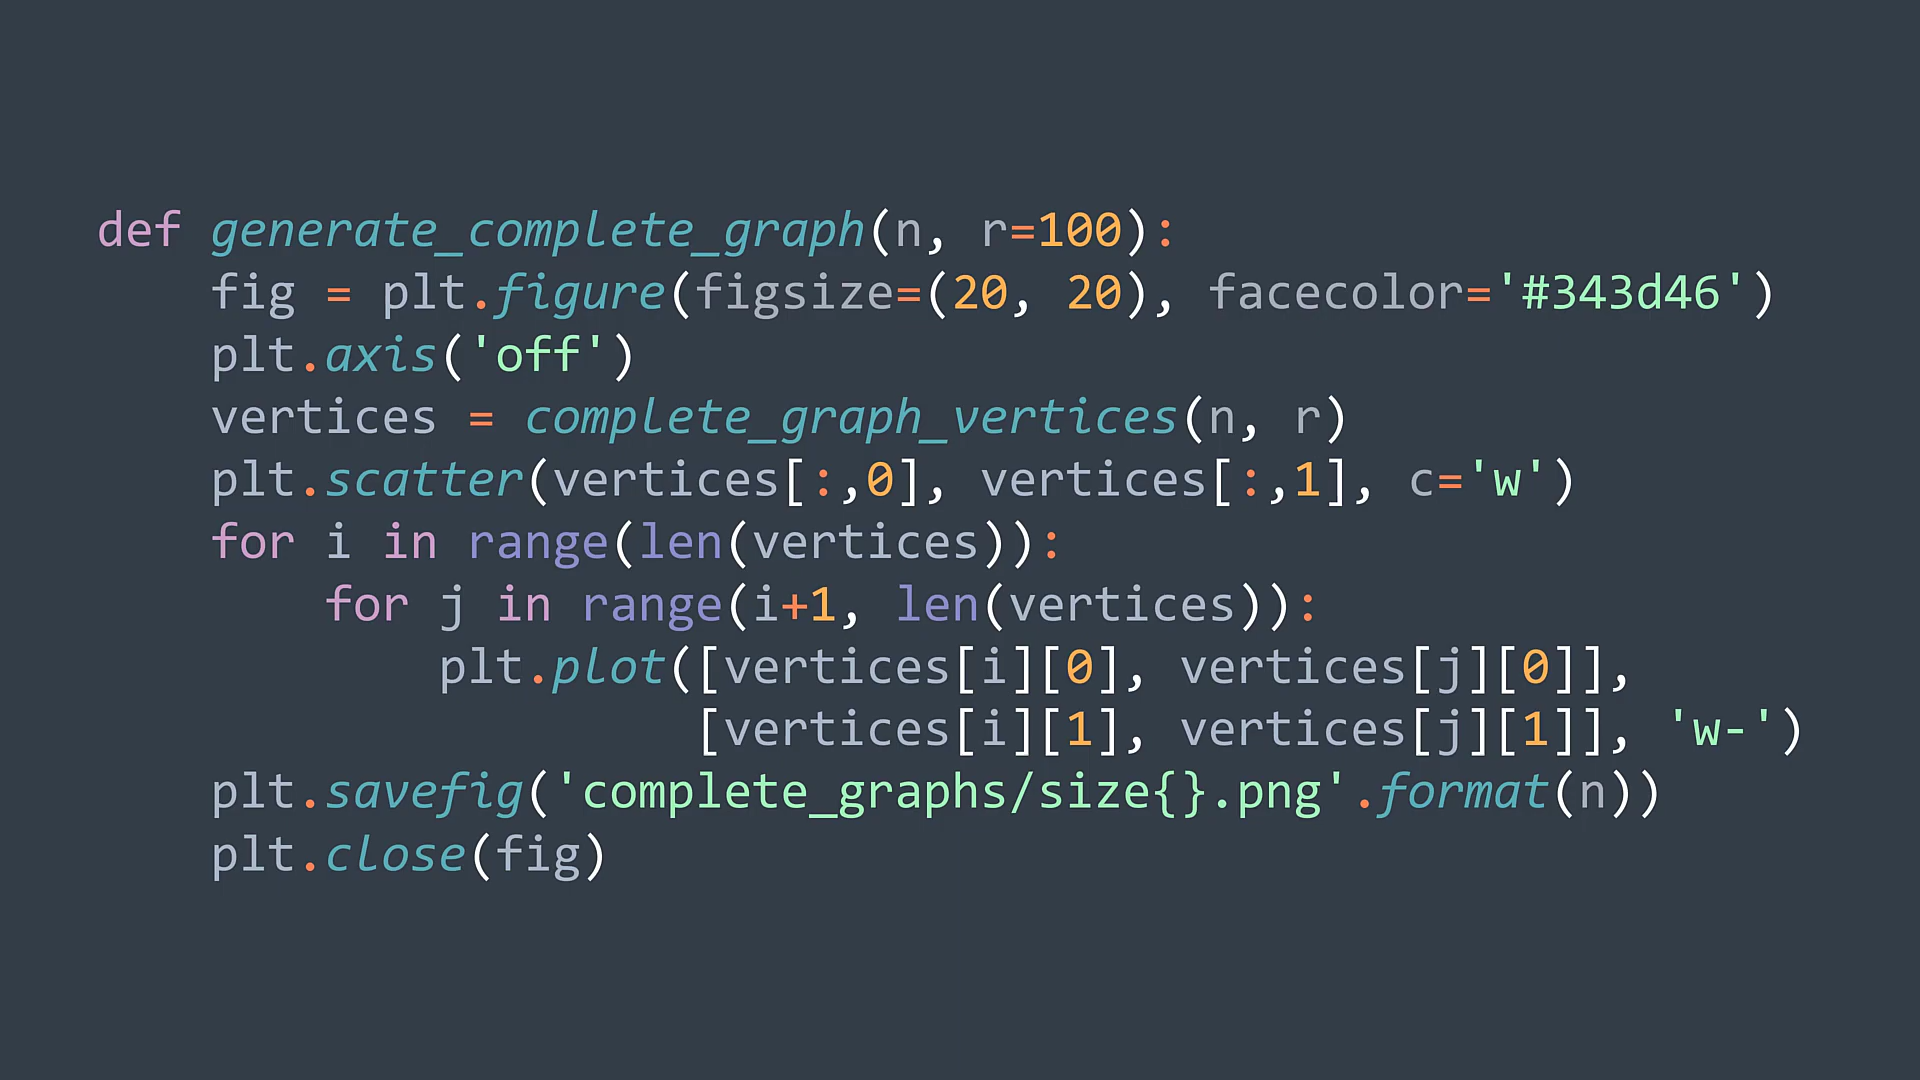 def generate_complete_graph(n, r=100):
    fig = plt.figure(figsize=(20, 20), facecolor='#343d46')
    plt.axis('off')
    vertices = complete_graph_vertices(n, r)
    plt.scatter(vertices[:,0], vertices[:,1], c='w')
    for i in range(len(vertices)):
        for j in range(i+1, len(vertices)):
            plt.plot([vertices[i][0], vertices[j][0]],
                     [vertices[i][1], vertices[j][1]], 'w-')
    plt.savefig('complete_graphs/size{}.png'.format(n))
    plt.close(fig)